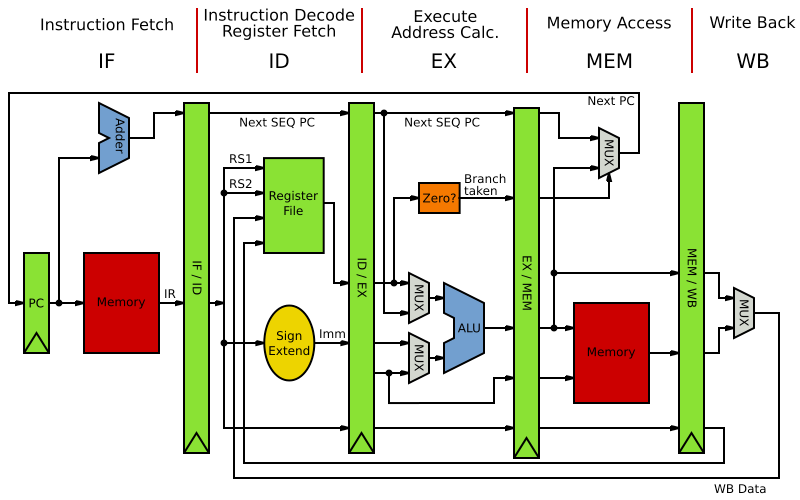 Instruction Fetch
IF
Instruction Decode
Register Fetch
ID
Execute
Address Calc.
EX
Memory Access
MEM
Write Back
WB
Next PC
Adder
Next SEQ PC
Next SEQ PC
MUX
RS1
RS2
Register
File
Branch
taken
Zero?
IF / ID
ID / EX
EX / MEM
MEM / WB
PC
Memory
IR
MUX
MUX
ALU
Sign
Extend
Imm
MUX
Memory
WB Data